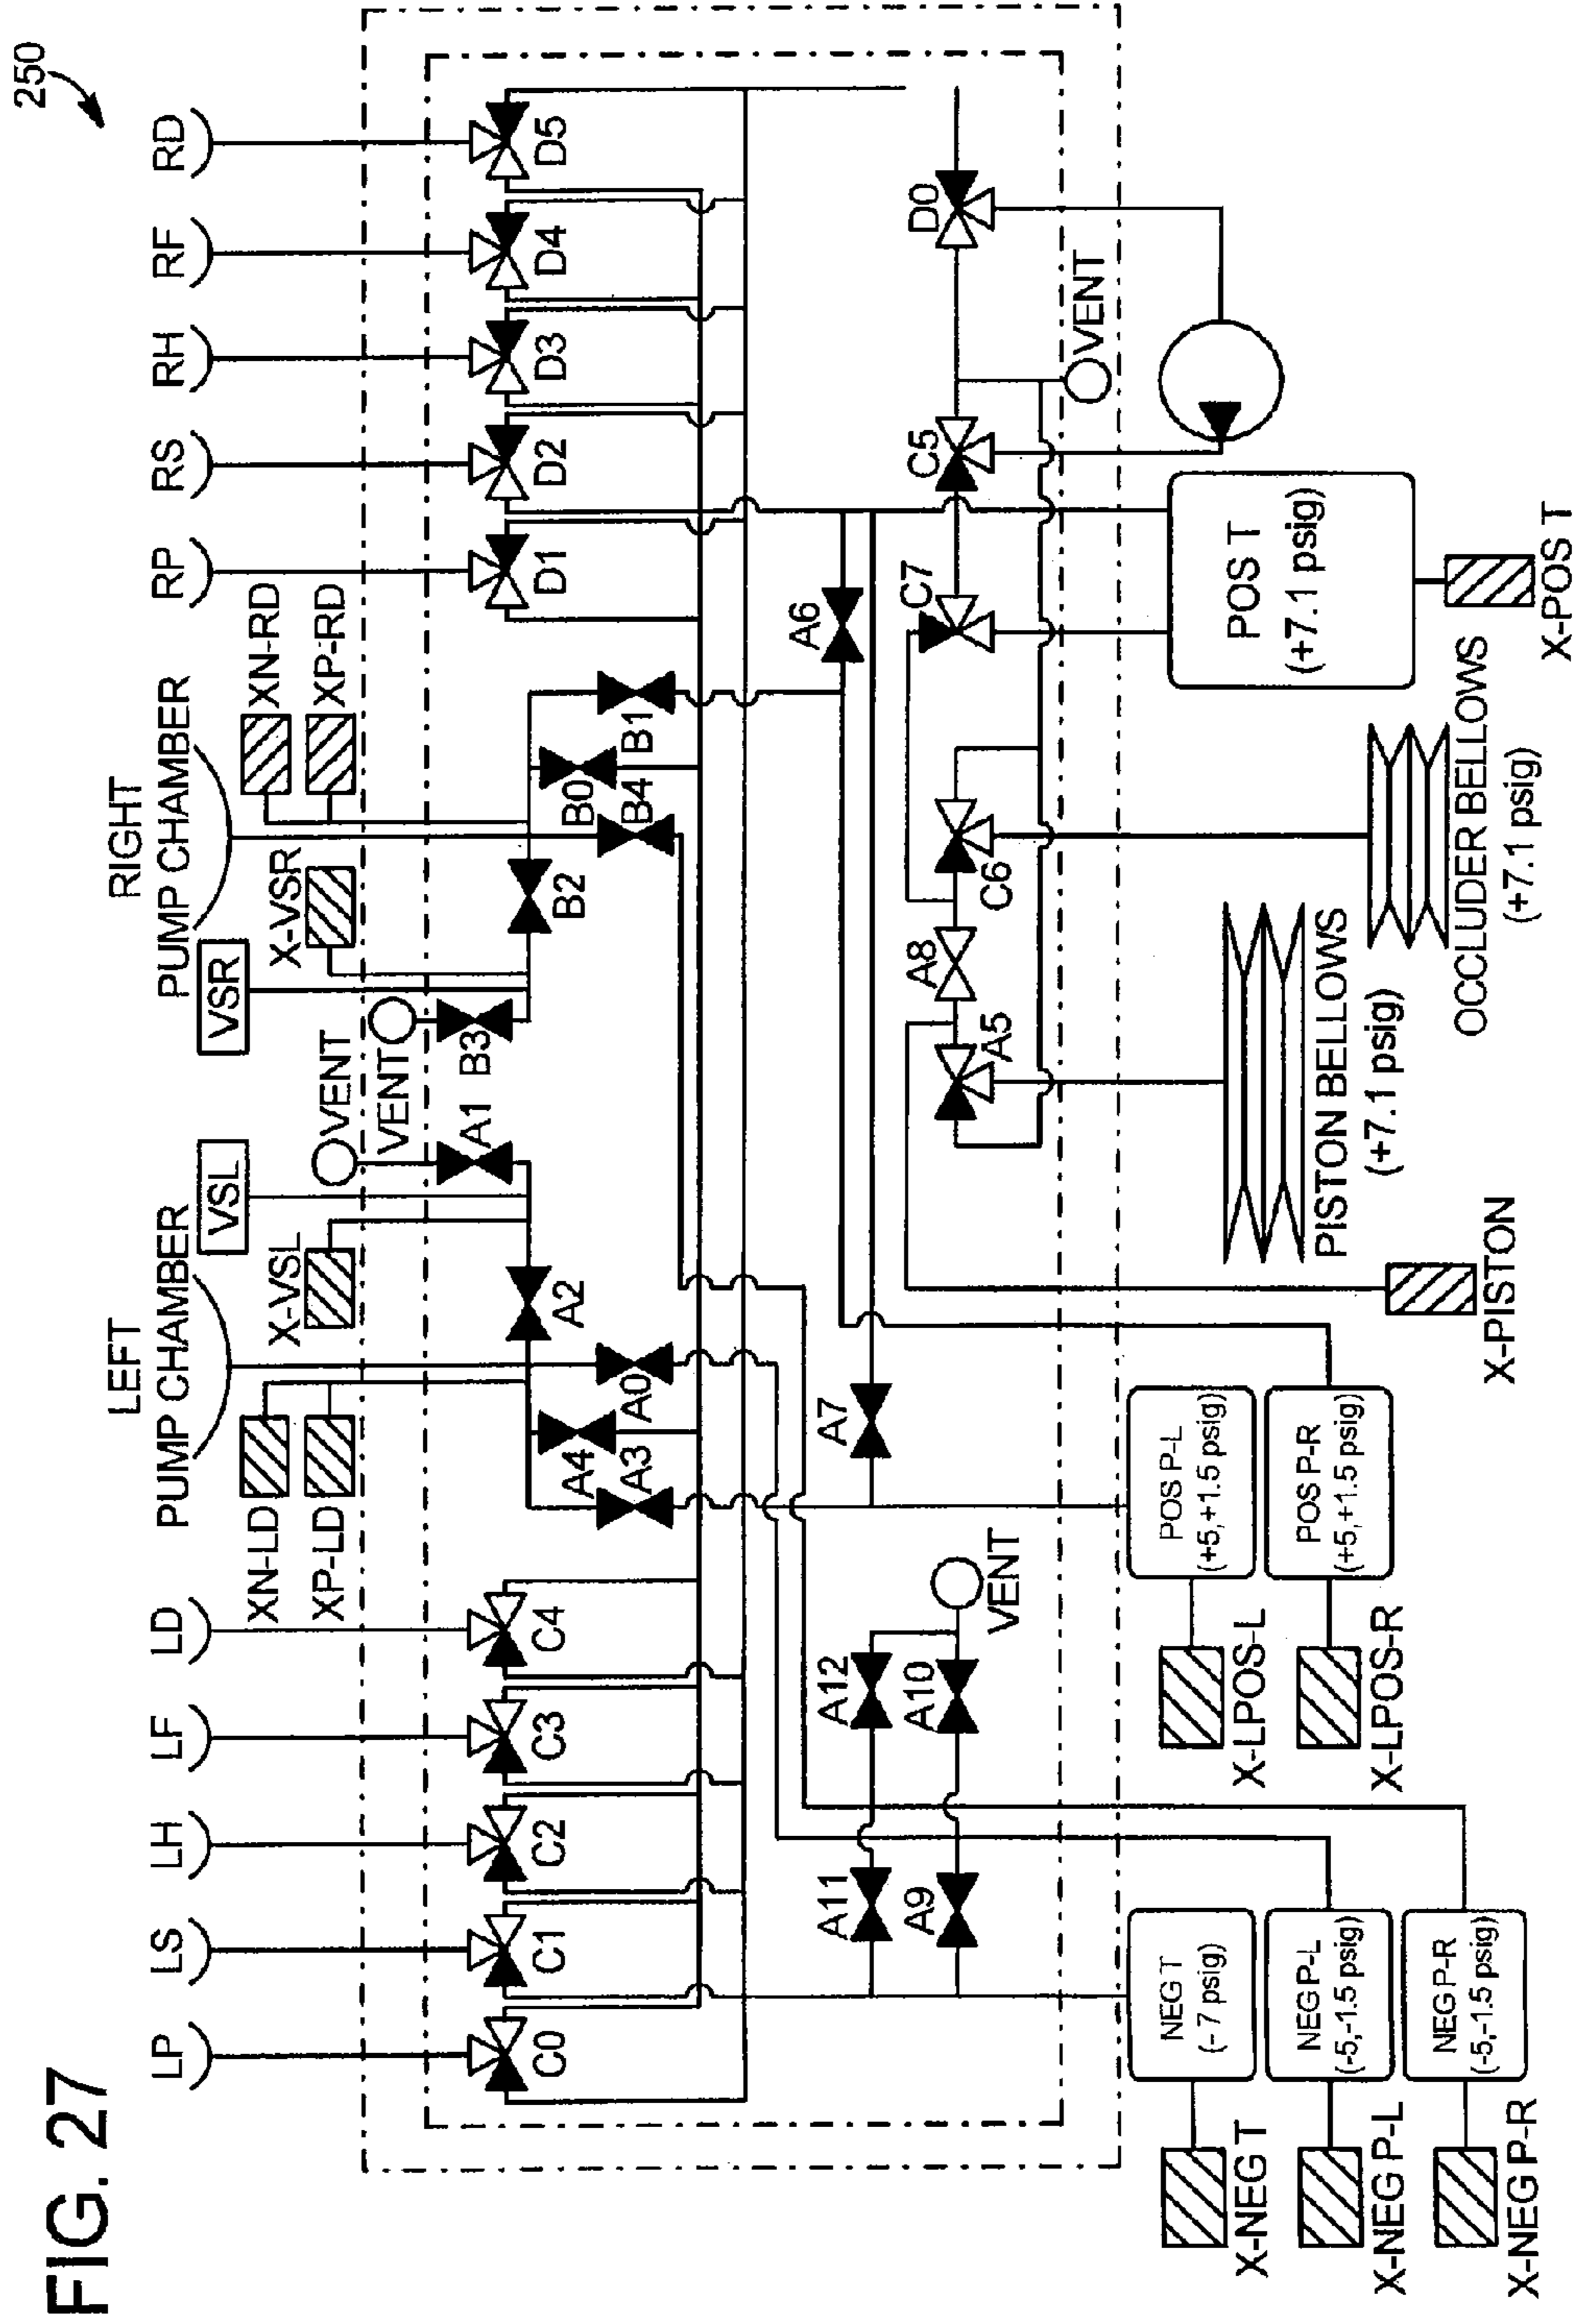 FIG. 27
250
LP
LS
LH
LF
LD
LEFT
PUMP CHAMBER
RIGHT
PUMP CHAMBER
RP
RS
RH
RF
RD
XN-LD
XP-LD
X-VSL
VSL
VENT
VENT
VSR
X-VSR
XN-RD
XP-RD
C0
C1
C2
C3
C4
A4
A3
A0
A2
A1
B3
B2
B0
B4
B1
D1
D2
D3
D4
D5
A11
A12
A9
A10
VENT
A7
A6
A5
A8
C6
C7
C5
D0
VENT
NEG T
(-7 psig)
NEG P-L
(-5,-1.5 psig)
NEG P-R
(-5,-1.5 psig)
X-NEG T
X-NEG P-L
X-NEG P-R
POS P-L
(+5,+1.5 psig)
POS P-R
(+5,+1.5 psig)
X-LPOS-L
X-LPOS-R
X-PISTON
PISTON BELLOWS
(+7.1 psig)
OCCLUDER BELLOWS
(+7.1 psig)
POS T
(+7.1 psig)
X-POS T